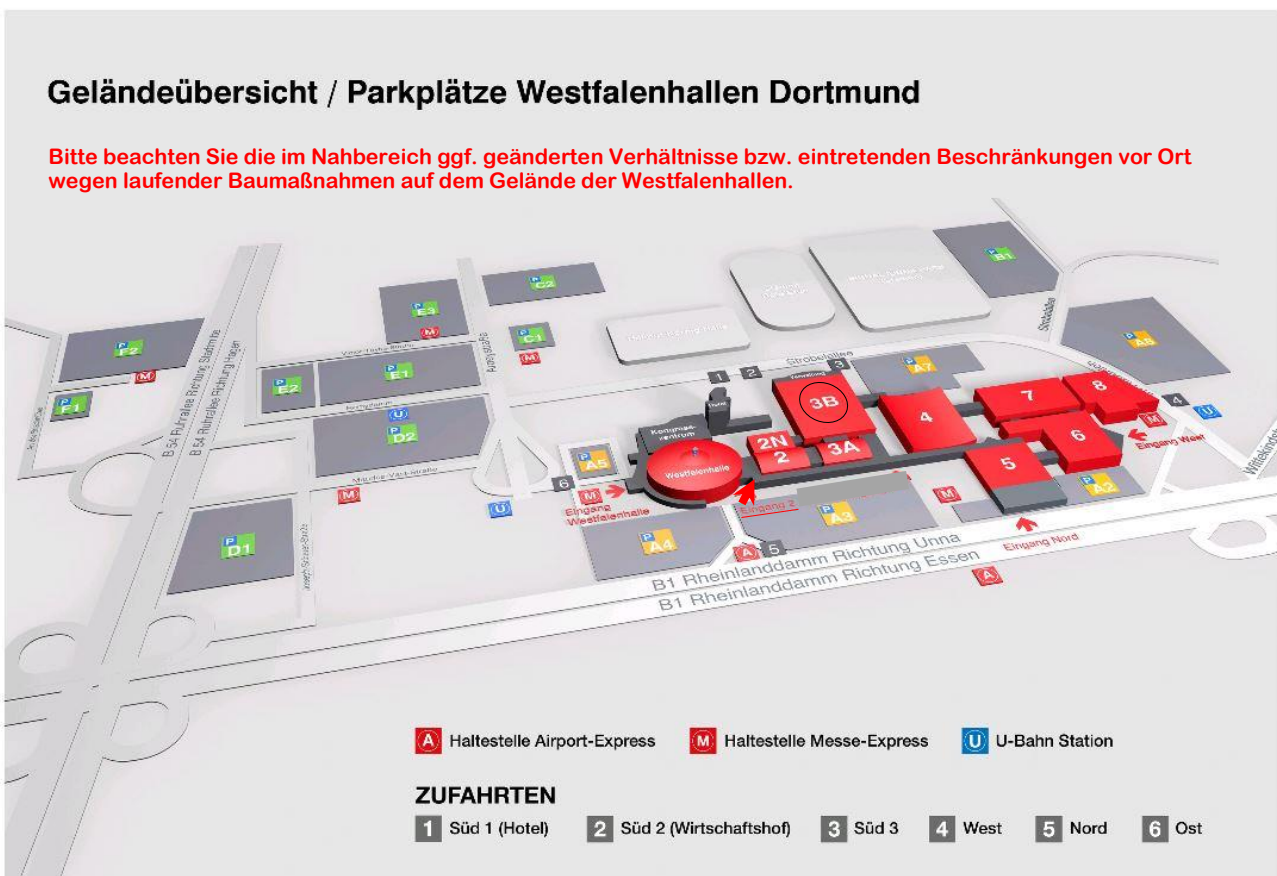 Geländeübersicht / Parkplätze Westfalenhallen Dortmund
Bitte beachten Sie die im Nahbereich ggf. geänderten Verhältnisse bzw. eintretenden Beschränkungen vor Ort
wegen laufender Baumaßnahmen auf dem Gelände der Westfalenhallen.
P B1
P C2
P E3
M
P C1
M
P F2
M
P F1
P E2
P E1
U
P D2
M
P D1
U
B 54 Ruhrallee Richtung Stadtmitte
B 54 Ruhrallee Richtung Hagen
Strobelallee
1
2
3
P A7
P A6
Hotel
Kongress-
zentrum
Westfalenhalle
3B
2N
2
3A
4
7
8
6
5
4
U
M
Eingang West
P A5
6
M
Eingang
Westfalenhalle
Eingang 2
P A3
M
P A2
P A4
A
5
Eingang Nord
A
B1 Rheinlanddamm Richtung Unna
B1 Rheinlanddamm Richtung Essen
A Haltestelle Airport-Express
M Haltestelle Messe-Express
U U-Bahn Station
ZUFAHRTEN
1 Süd 1 (Hotel)
2 Süd 2 (Wirtschaftshof)
3 Süd 3
4 West
5 Nord
6 Ost